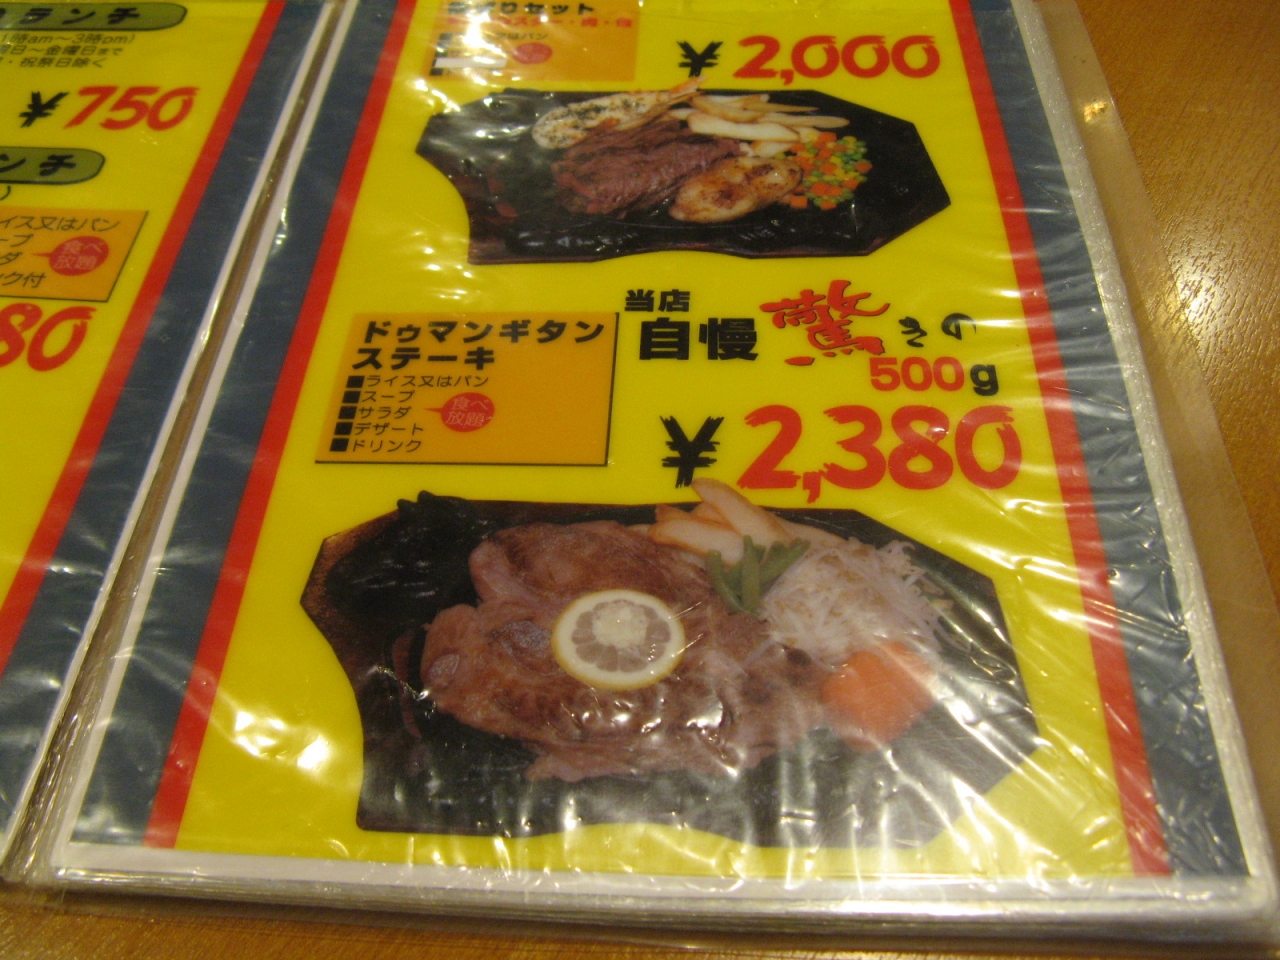 ランチ
¥750
ンチ
イス又はパン
食べ
放題
ク付
80
セット
¥2,000
当店
自慢
驚きの
500g
ドゥマンギタン
ステーキ
■ライス又はパン
■スープ
■サラダ
■デザート
■ドリンク
食べ
放題
¥2,380